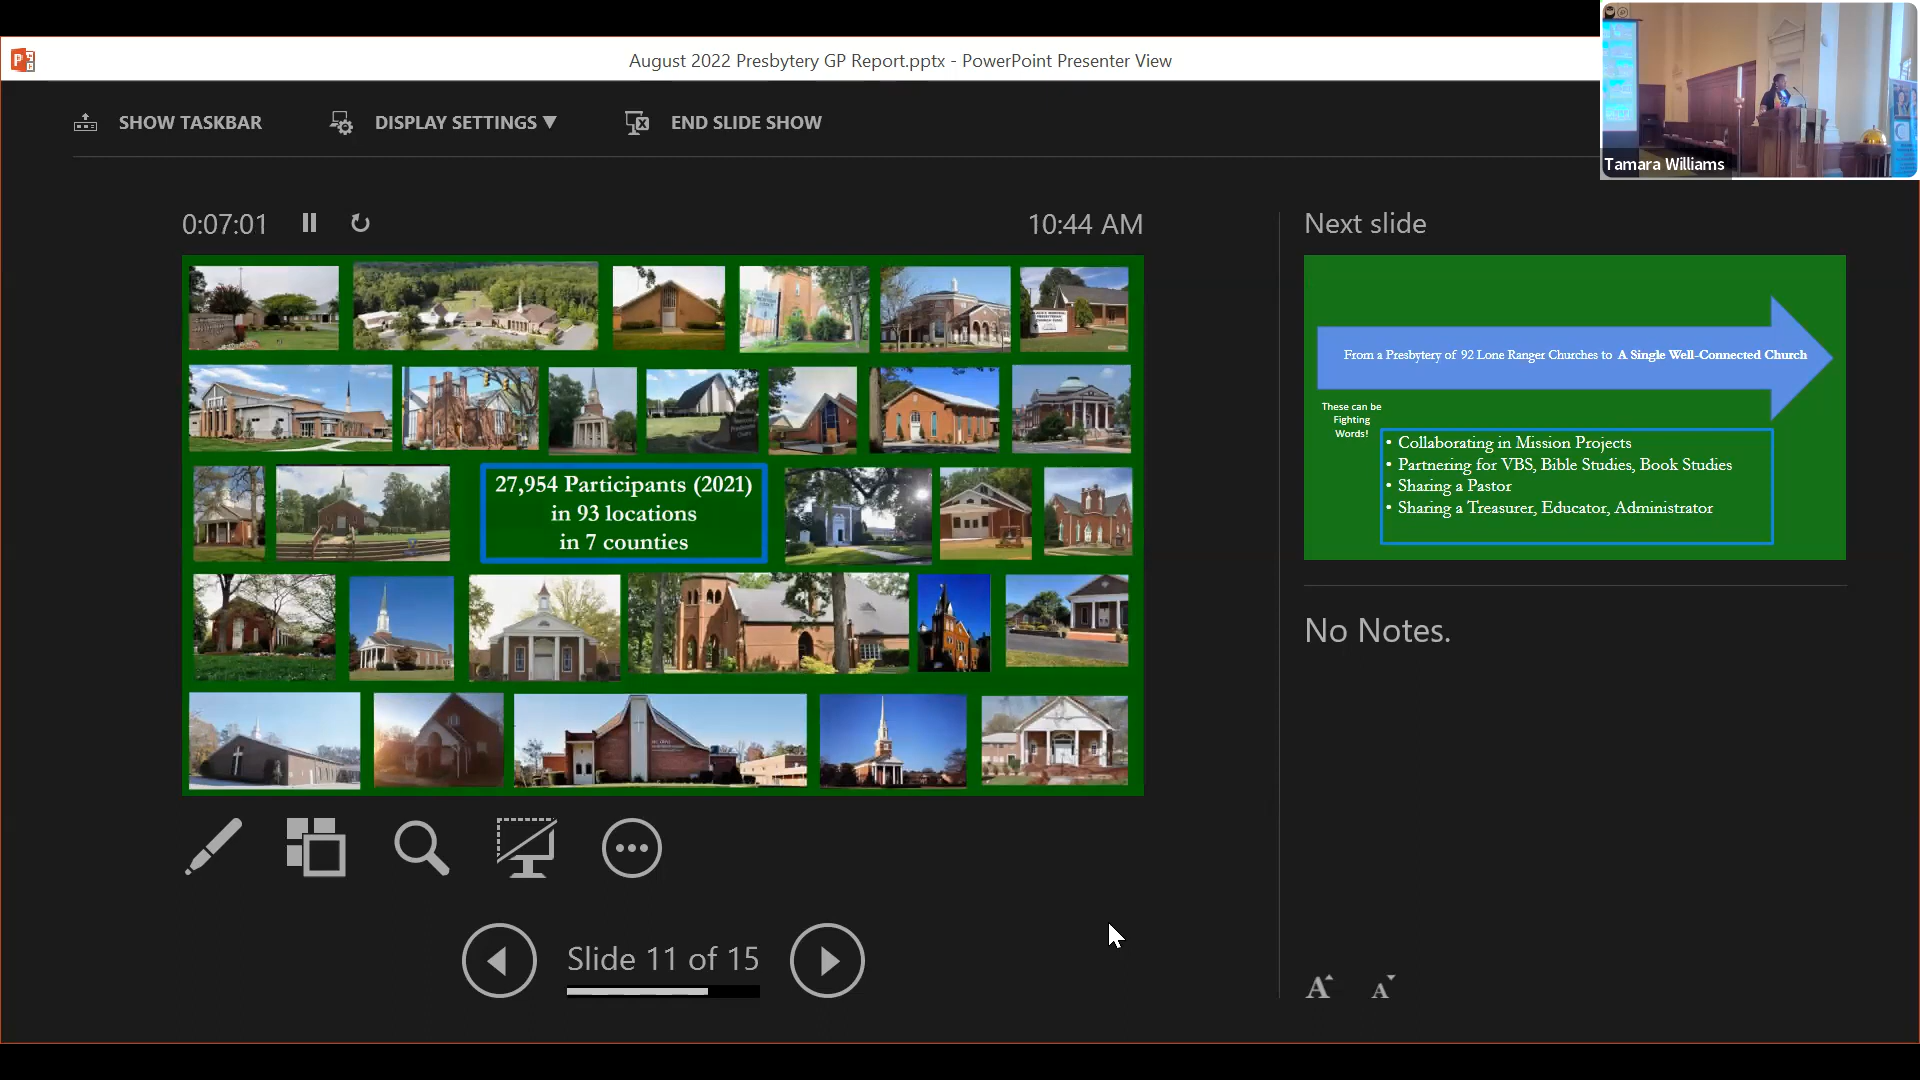 August 2022 Presbytery GP Report.pptx - PowerPoint Presenter View
SHOW TASKBAR
DISPLAY SETTINGS ▼
END SLIDE SHOW
Tamara Williams
0:07:01
10:44 AM
27,954 Participants (2021)
in 93 locations
in 7 counties
Slide 11 of 15
Next slide
From a Presbytery of 92 Lone Ranger Churches to A Single Well-Connected Church
These can be
Fighting
Words!
• Collaborating in Mission Projects
• Partnering for VBS, Bible Studies, Book Studies
• Sharing a Pastor
• Sharing a Treasurer, Educator, Administrator
No Notes.
A A